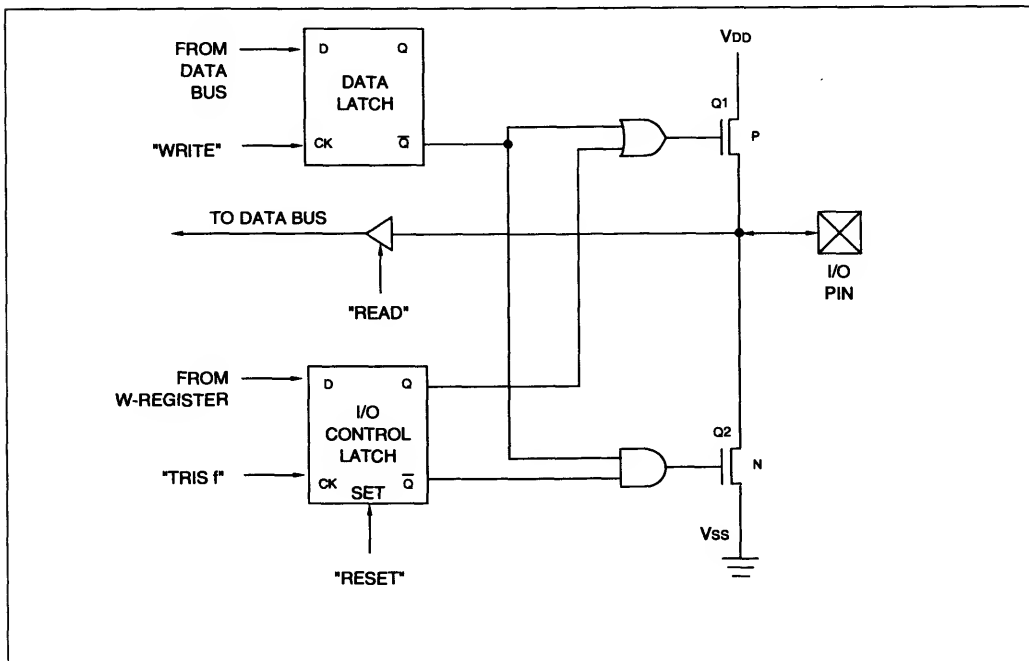 FROM
DATA
BUS
D
Q
DATA
LATCH
"WRITE"
CK
Q
VDD
Q1
P
TO DATA BUS
"READ"
I/O
PIN
FROM
W-REGISTER
D
Q
I/O
CONTROL
LATCH
"TRIS f"
CK
Q
SET
"RESET"
Q2
N
VSS